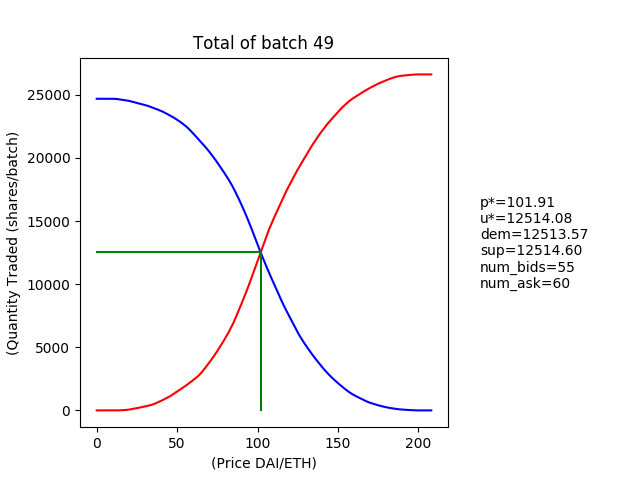 Total of batch 49
(Quantity Traded (shares/batch)
25000
20000
15000
10000
5000
0
0 50 100 150 200
(Price DAI/ETH)
p*=101.91
u*=12514.08
dem=12513.57
sup=12514.60
num_bids=55
num_ask=60